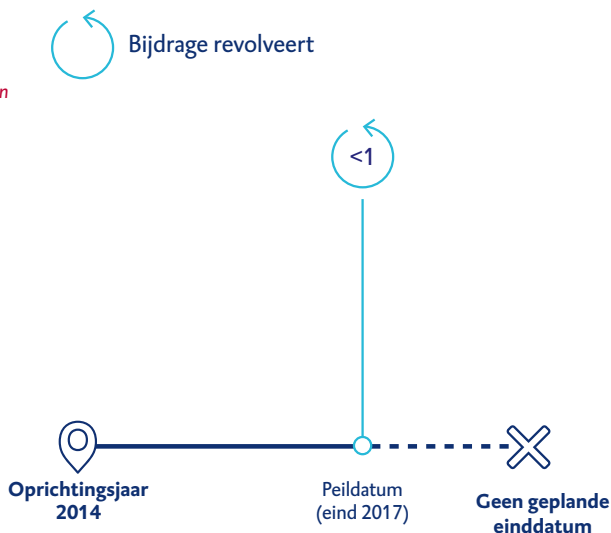 Bijdrage revolveert
n
<1
Oprichtingsjaar
2014
Peildatum
(eind 2017)
Geen geplande
einddatum